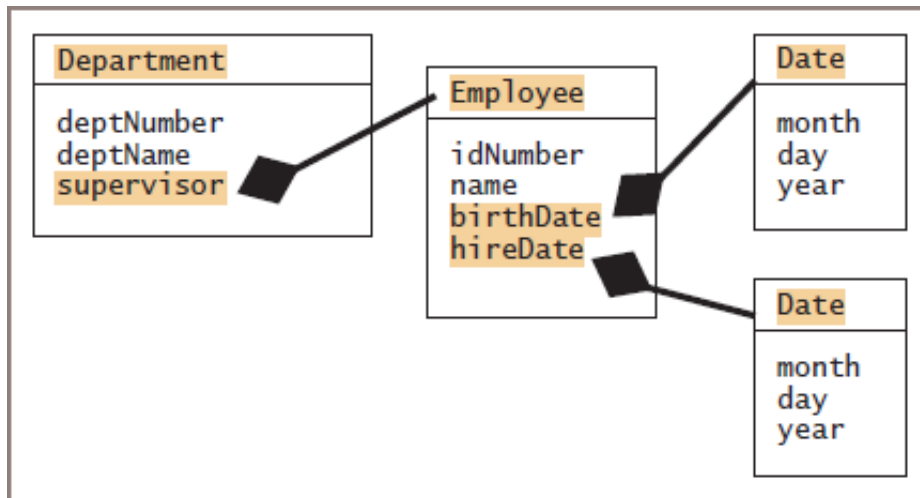 Department
deptNumber
deptName
supervisor
Employee
idNumber
name
birthDate
hireDate
Date
month
day
year
Date
month
day
year